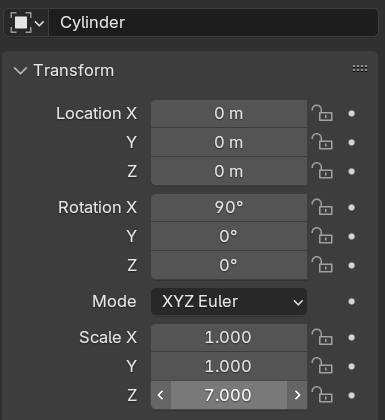 Cylinder
Transform
Location X 0 m
Y 0 m
Z 0 m
Rotation X 90°
Y 0°
Z 0°
Mode XYZ Euler
Scale X 1.000
Y 1.000
Z 7.000